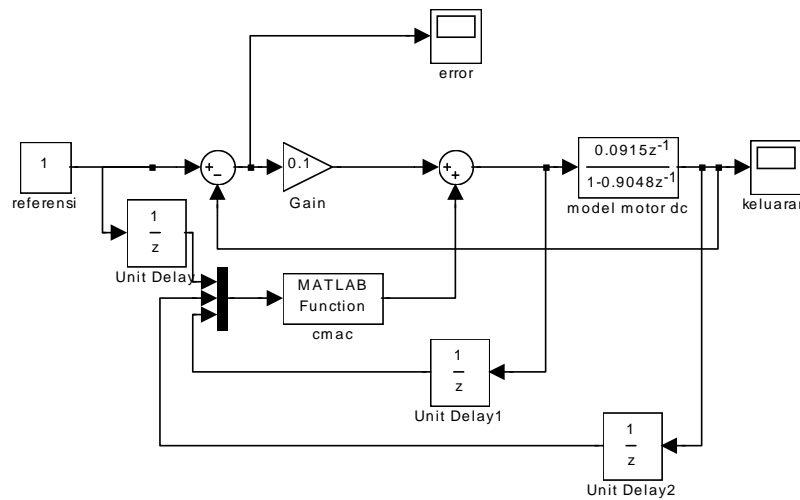 error
1
referensi
+
−
0.1
Gain
+
+
0.0915z-1
1-0.9048z-1
model motor dc
keluaran
1
z
Unit Delay
MATLAB
Function
cmac
1
z
Unit Delay1
1
z
Unit Delay2